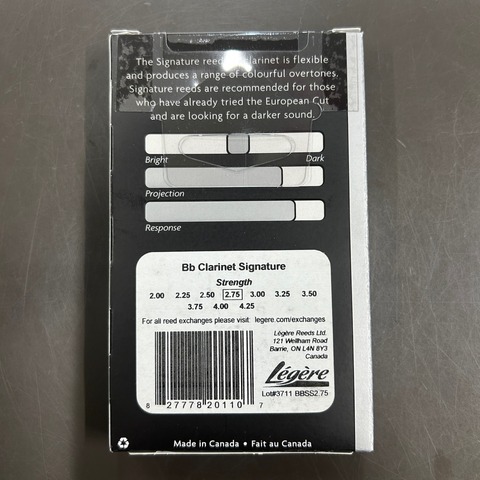 The Signature reed for clarinet is flexible
and produces a range of colourful overtones.
Signature reeds are recommended for those
who have already tried the European Cut
and are looking for a darker sound.
Bright Dark
Projection
Response
Bb Clarinet Signature
Strength
2.00 2.25 2.50 2.75 3.00 3.25 3.50
3.75 4.00 4.25
For all reed exchanges please visit: legere.com/exchanges
Légère Reeds Ltd.
121 Wellham Road
Barrie, ON L4N 8Y3
Canada
Légère
Lot#3711 BBSS2.75
8 27778 20110 7
Made in Canada • Fait au Canada